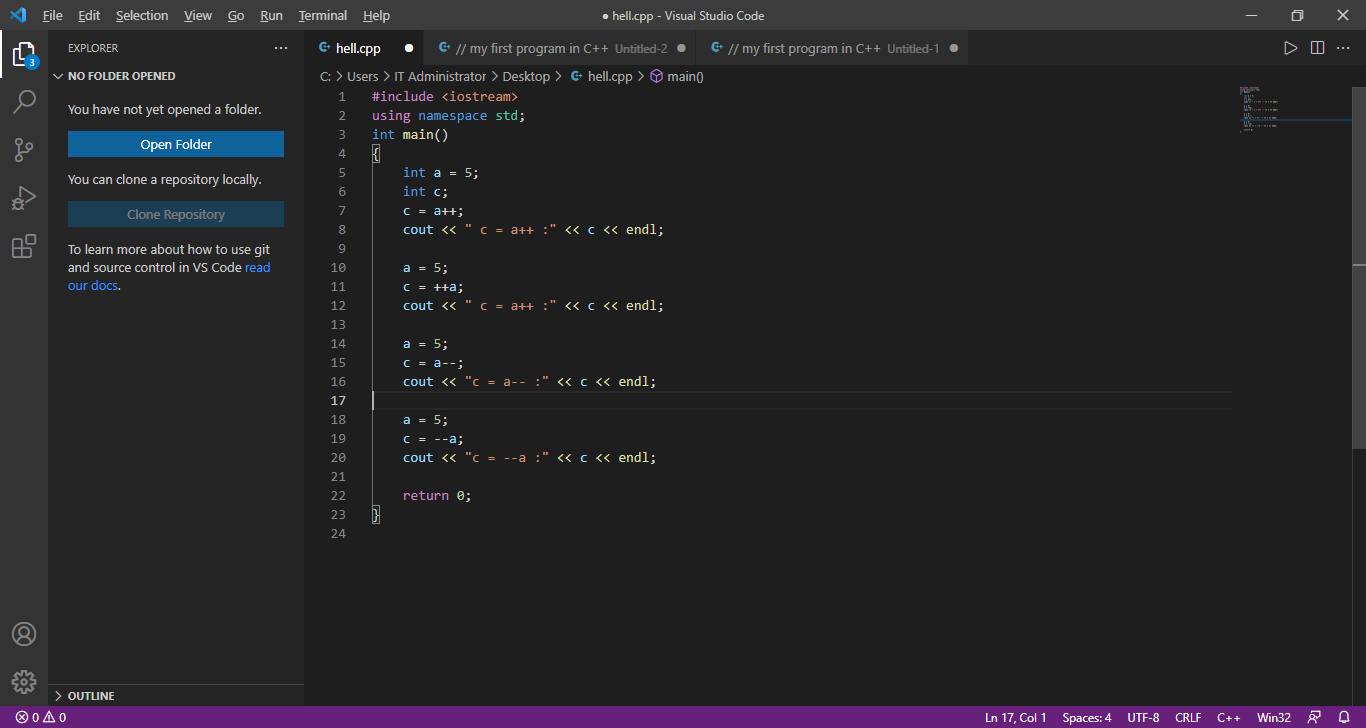 File Edit Selection View Go Run Terminal Help
● hell.cpp - Visual Studio Code
3
EXPLORER
NO FOLDER OPENED
You have not yet opened a folder.
Open Folder
You can clone a repository locally.
Clone Repository
To learn more about how to use git
and source control in VS Code read
our docs.
OUTLINE
hell.cpp ● // my first program in C++ Untitled-2 ● // my first program in C++ Untitled-1 ●
C: > Users > IT Administrator > Desktop > hell.cpp > main()
1 #include <iostream>
2 using namespace std;
3 int main()
4 {
5     int a = 5;
6     int c;
7     c = a++;
8     cout << " c = a++ :" << c << endl;
9
10     a = 5;
11     c = ++a;
12     cout << " c = a++ :" << c << endl;
13
14     a = 5;
15     c = a--;
16     cout << "c = a-- :" << c << endl;
17
18     a = 5;
19     c = --a;
20     cout << "c = --a :" << c << endl;
21
22     return 0;
23 }
24
0 0 Ln 17, Col 1 Spaces: 4 UTF-8 CRLF C++ Win32